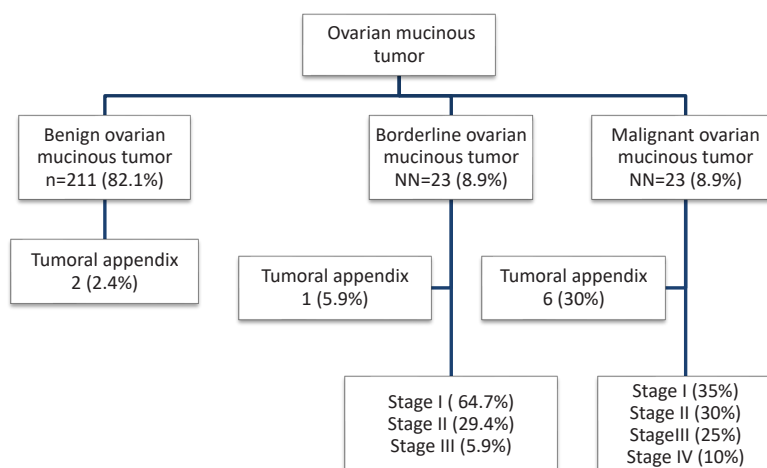 Ovarian mucinous
tumor
Benign ovarian
mucinous tumor
n=211 (82.1%)
Borderline ovarian
mucinous tumor
NN=23 (8.9%)
Malignant ovarian
mucinous tumor
NN=23 (8.9%)
Tumoral appendix
2 (2.4%)
Tumoral appendix
1 (5.9%)
Tumoral appendix
6 (30%)
Stage I ( 64.7%)
Stage II (29.4%)
Stage III (5.9%)
Stage I (35%)
Stage II (30%)
StageIII (25%)
Stage IV (10%)